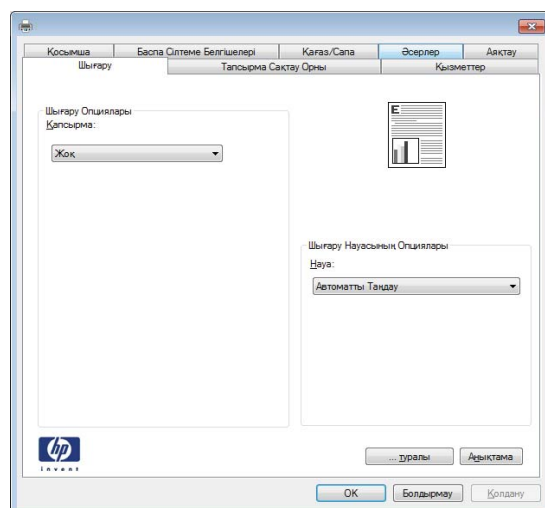 Қосымша Баспа Сілтеме Белгішелері Қағаз/Сапа Әсерлер Аяқтау
Шығару Тапсырма Сақтау Орны Қызметтер
Шығару Опциялары
Қапсырма:
Жоқ
E
Шығару Науасының Опциялары
Науа:
Автоматты Таңдау
hp
invent
... туралы Анықтама
OK Болдырмау Қолдану